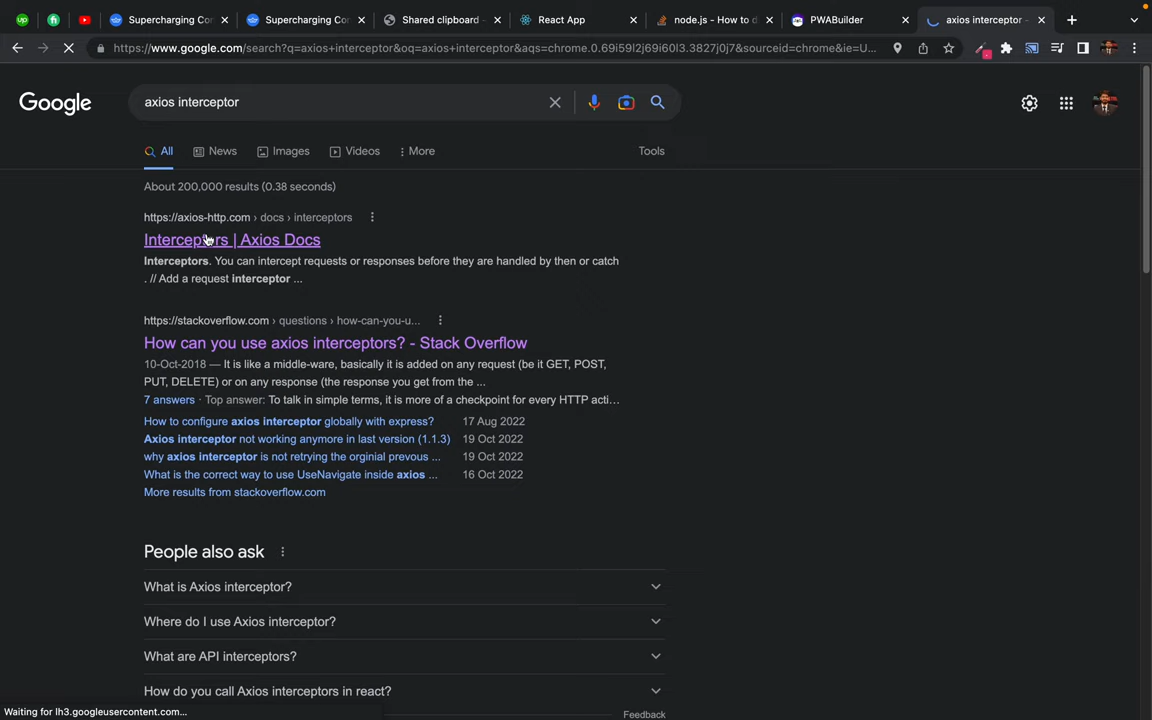 Supercharging Cor
Supercharging Cor
Shared clipboard -
React App
node.js - How to d
PWABuilder
axios interceptor -
https://www.google.com/search?q=axios+interceptor&oq=axios+interceptor&aqs=chrome.0.69i59l2j69i60l3.3827j0j7&sourceid=chrome&ie=U...
Google
axios interceptor
All
News
Images
Videos
More
Tools
About 200,000 results (0.38 seconds)
https://axios-http.com › docs › interceptors
Interceptors | Axios Docs
Interceptors. You can intercept requests or responses before they are handled by then or catch
. // Add a request interceptor ...
https://stackoverflow.com › questions › how-can-you-u...
How can you use axios interceptors? - Stack Overflow
10-Oct-2018 — It is like a middle-ware, basically it is added on any request (be it GET, POST,
PUT, DELETE) or on any response (the response you get from the ...
7 answers · Top answer: To talk in simple terms, it is more of a checkpoint for every HTTP acti...
How to configure axios interceptor globally with express? 17 Aug 2022
Axios interceptor not working anymore in last version (1.1.3) 19 Oct 2022
why axios interceptor is not retrying the orginial prevous ... 19 Oct 2022
What is the correct way to use UseNavigate inside axios ... 16 Oct 2022
More results from stackoverflow.com
People also ask
What is Axios interceptor?
Where do I use Axios interceptor?
What are API interceptors?
How do you call Axios interceptors in react?
Feedback
Waiting for lh3.googleusercontent.com...